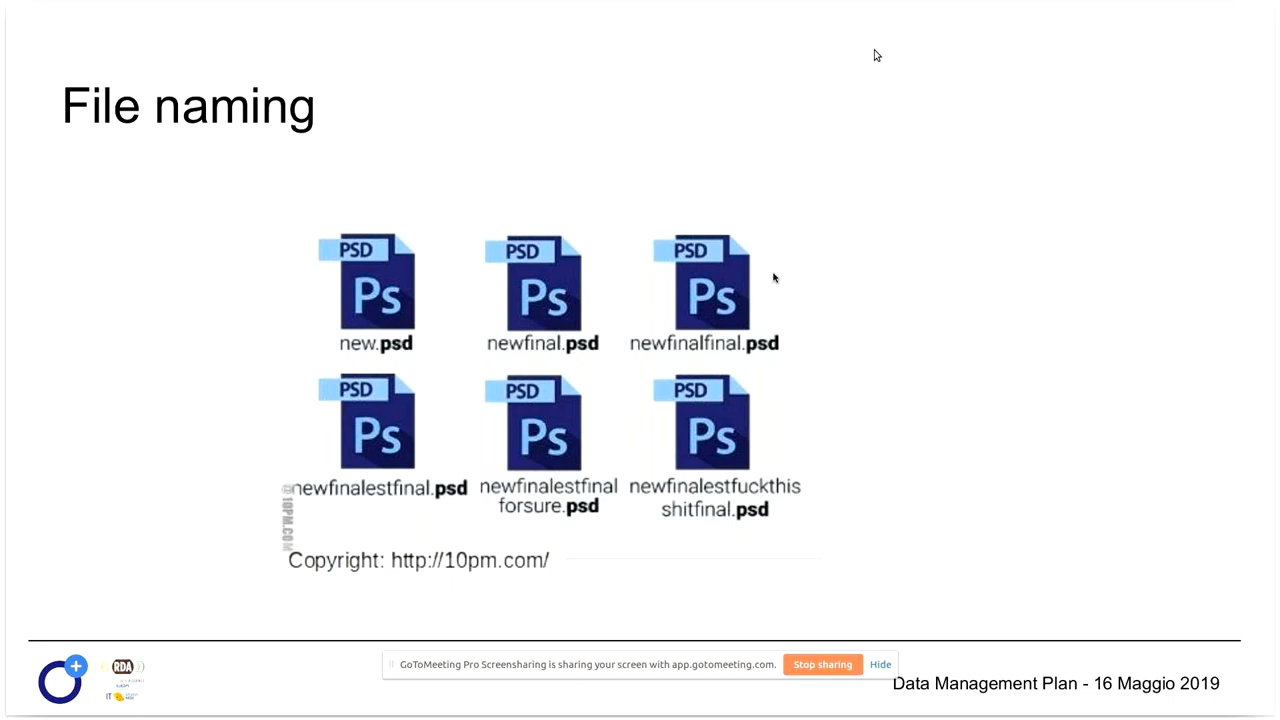 File naming
PSD
PSD
PSD
Ps
Ps
Ps
new.psd
newfinal.psd
newfinalfinal.psd
PSD
PSD
PSD
Ps
Ps
Ps
newfinalestfinal.psd
newfinalestfinal
forsure.psd
newfinalestfuckthis
shitfinal.psd
@10PM.COM
Copyright: http://10pm.com/
RDA
IT
GoToMeeting Pro Screensharing is sharing your screen with app.gotomeeting.com.
Stop sharing
Hide
Data Management Plan - 16 Maggio 2019